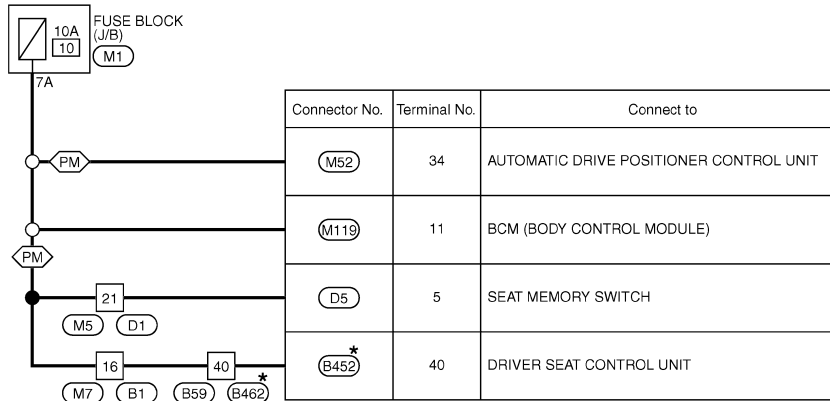 FUSE BLOCK
(J/B)
10A
10
M1
7A
Connector No. Terminal No. Connect to
PM M52 34 AUTOMATIC DRIVE POSITIONER CONTROL UNIT
M119 11 BCM (BODY CONTROL MODULE)
PM
21 D5 5 SEAT MEMORY SWITCH
M5 D1
16 40 B452* 40 DRIVER SEAT CONTROL UNIT
M7 B1 B59 B462*